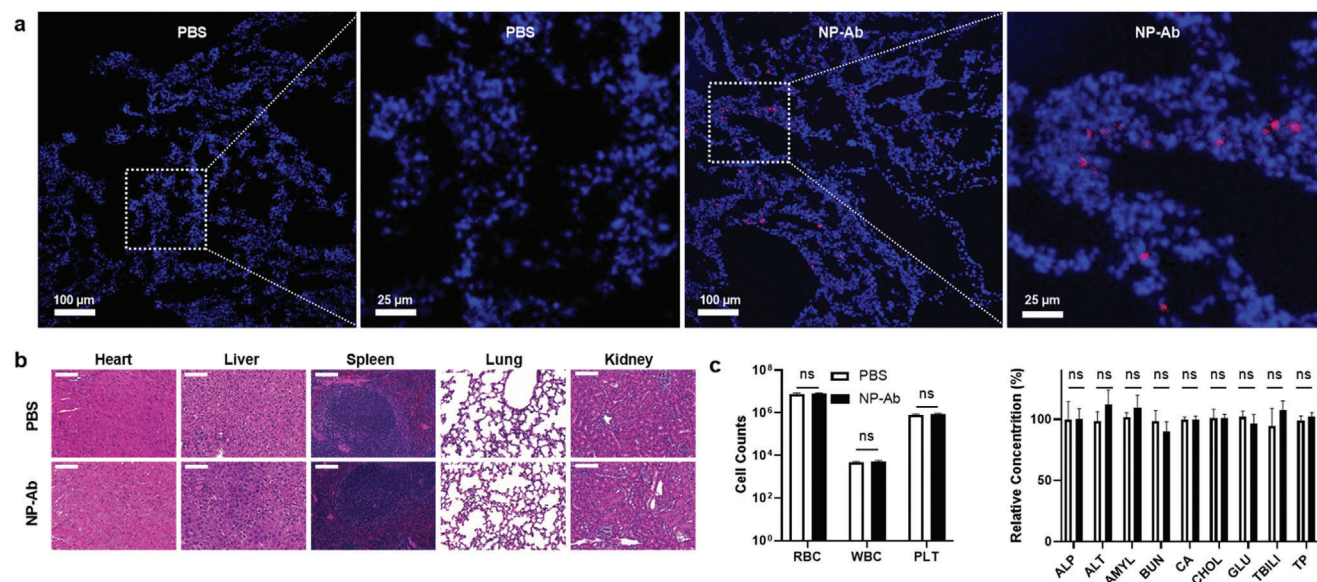 a
PBS
PBS
NP-Ab
NP-Ab
100 µm
25 µm
100 µm
25 µm
b
Heart
Liver
Spleen
Lung
Kidney
PBS
NP-Ab
c
Cell Counts
10⁸
10⁶
10⁴
10²
10⁰
ns
ns
ns
PBS
NP-Ab
RBC
WBC
PLT
Relative Concentrition (%)
100
50
0
ns
ns
ns
ns
ns
ns
ns
ns
ns
ALP
ALT
AMYL
BUN
CA
CHOL
GLU
TBILI
TP